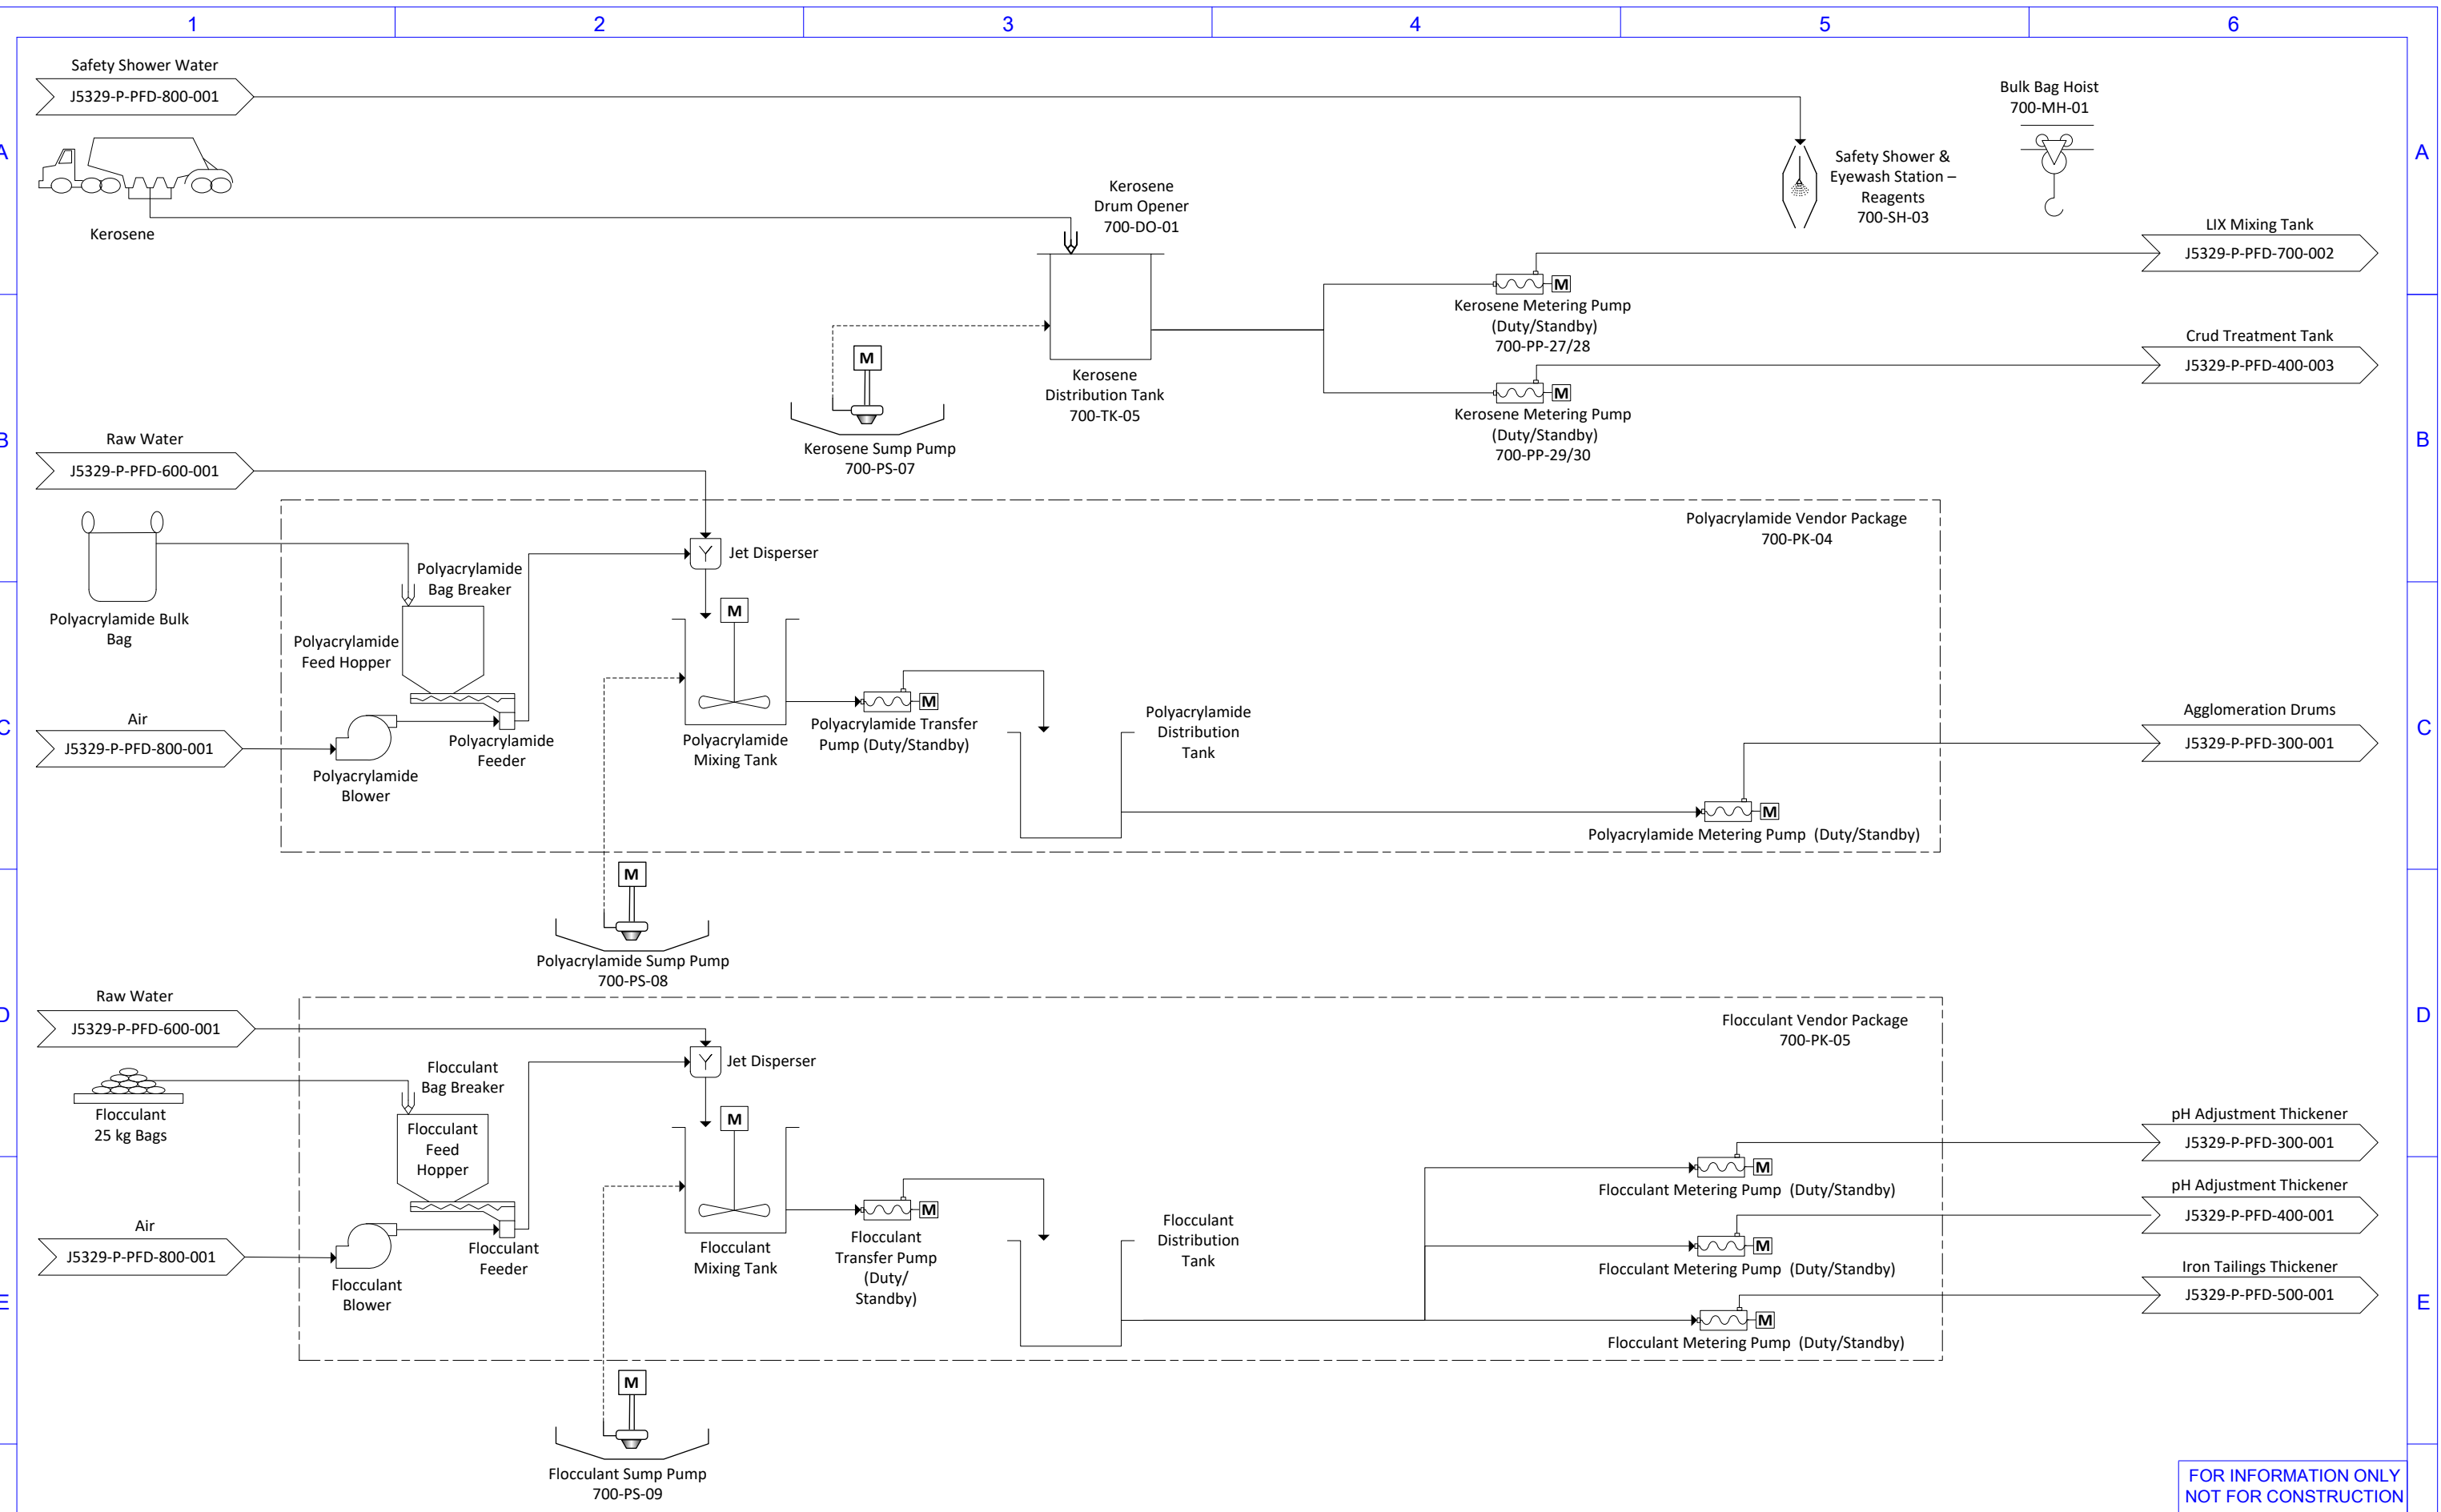 1
2
3
4
5
6
Safety Shower Water
J5329-P-PFD-800-001
Bulk Bag Hoist
700-MH-01
A
A
Safety Shower &
Eyewash Station –
Reagents
700-SH-03
Kerosene
Drum Opener
700-DO-01
Kerosene
LIX Mixing Tank
J5329-P-PFD-700-002
M
Kerosene Metering Pump
(Duty/Standby)
700-PP-27/28
Crud Treatment Tank
J5329-P-PFD-400-003
M
Kerosene
Distribution Tank
700-TK-05
M
Kerosene Metering Pump
(Duty/Standby)
700-PP-29/30
Kerosene Sump Pump
700-PS-07
B
B
Raw Water
J5329-P-PFD-600-001
Polyacrylamide Vendor Package
700-PK-04
Y
Jet Disperser
Polyacrylamide
Bag Breaker
Polyacrylamide Bulk
Bag
M
Polyacrylamide
Feed Hopper
M
Polyacrylamide Transfer
Pump (Duty/Standby)
Polyacrylamide
Distribution
Tank
Agglomeration Drums
J5329-P-PFD-300-001
C
C
Air
J5329-P-PFD-800-001
Polyacrylamide
Feeder
Polyacrylamide
Mixing Tank
Polyacrylamide
Blower
M
Polyacrylamide Metering Pump (Duty/Standby)
M
Polyacrylamide Sump Pump
700-PS-08
D
D
Raw Water
J5329-P-PFD-600-001
Flocculant Vendor Package
700-PK-05
Y
Jet Disperser
Flocculant
Bag Breaker
Flocculant
25 kg Bags
Flocculant
Feed
Hopper
M
pH Adjustment Thickener
J5329-P-PFD-300-001
M
Flocculant Metering Pump (Duty/Standby)
pH Adjustment Thickener
J5329-P-PFD-400-001
M
Flocculant Metering Pump (Duty/Standby)
M
Flocculant
Transfer Pump
(Duty/
Standby)
Flocculant
Distribution
Tank
Air
J5329-P-PFD-800-001
Flocculant
Feeder
Flocculant
Mixing Tank
Flocculant
Blower
Iron Tailings Thickener
J5329-P-PFD-500-001
M
Flocculant Metering Pump (Duty/Standby)
E
E
M
Flocculant Sump Pump
700-PS-09
FOR INFORMATION ONLY
NOT FOR CONSTRUCTION